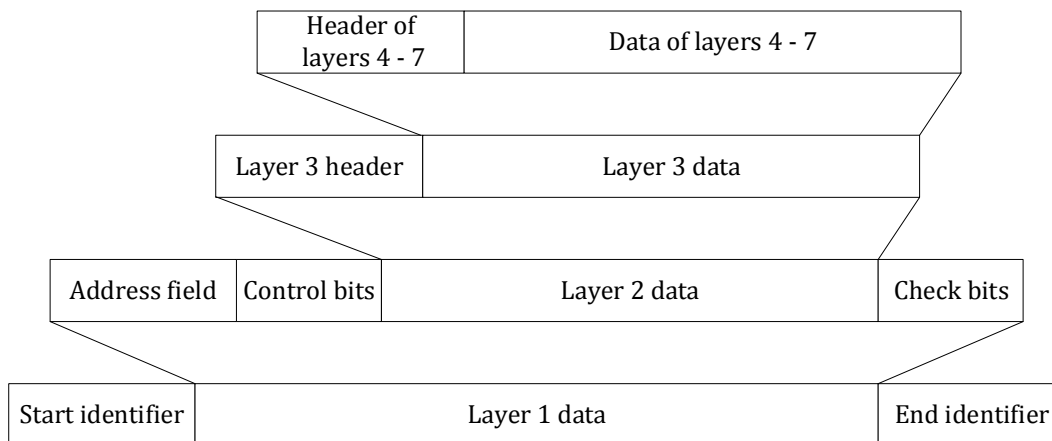 Header of
layers 4 - 7
Data of layers 4 - 7
Layer 3 header
Layer 3 data
Address field
Control bits
Layer 2 data
Check bits
Start identifier
Layer 1 data
End identifier